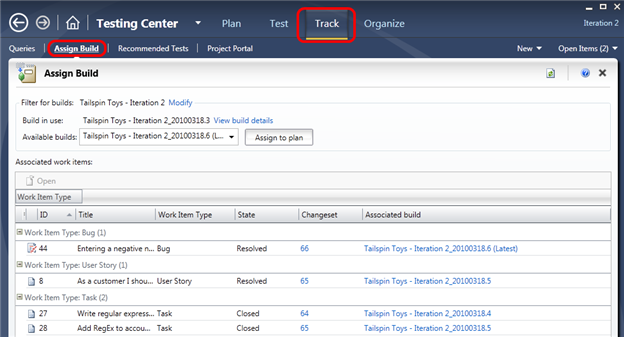 Testing Center Plan Test Track Organize Iteration 2
Queries Assign Build Recommended Tests Project Portal New Open Items (2)
Assign Build
Filter for builds: Tailspin Toys - Iteration 2 Modify
Build in use: Tailspin Toys - Iteration 2_20100318.3 View build details
Available builds: Tailspin Toys - Iteration 2_20100318.6 (L... Assign to plan
Associated work items:
Open
Work Item Type
ID Title Work Item Type State Changeset Associated build
Work Item Type: Bug (1)
44 Entering a negative n... Bug Resolved 66 Tailspin Toys - Iteration 2_20100318.6 (Latest)
Work Item Type: User Story (1)
8 As a customer I shou... User Story Resolved 65 Tailspin Toys - Iteration 2_20100318.5
Work Item Type: Task (2)
27 Write regular express... Task Closed 64 Tailspin Toys - Iteration 2_20100318.4
28 Add RegEx to accou... Task Closed 65 Tailspin Toys - Iteration 2_20100318.5